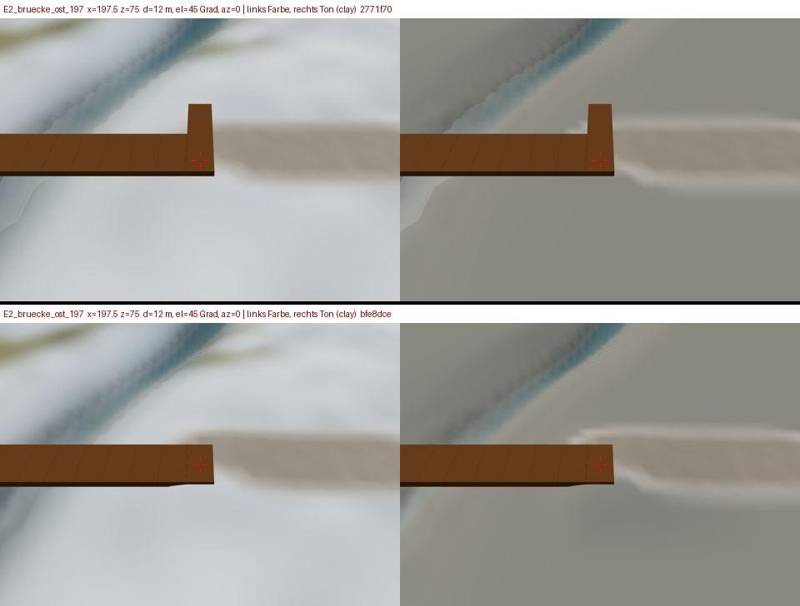 E2_bruecke_ost_197 x=197.5 z=75 d=12 m, el=45 Grad, az=0 | links Farbe, rechts Ton (clay) 2771f70
E2_bruecke_ost_197 x=197.5 z=75 d=12 m, el=45 Grad, az=0 | links Farbe, rechts Ton (clay) bfe8dce